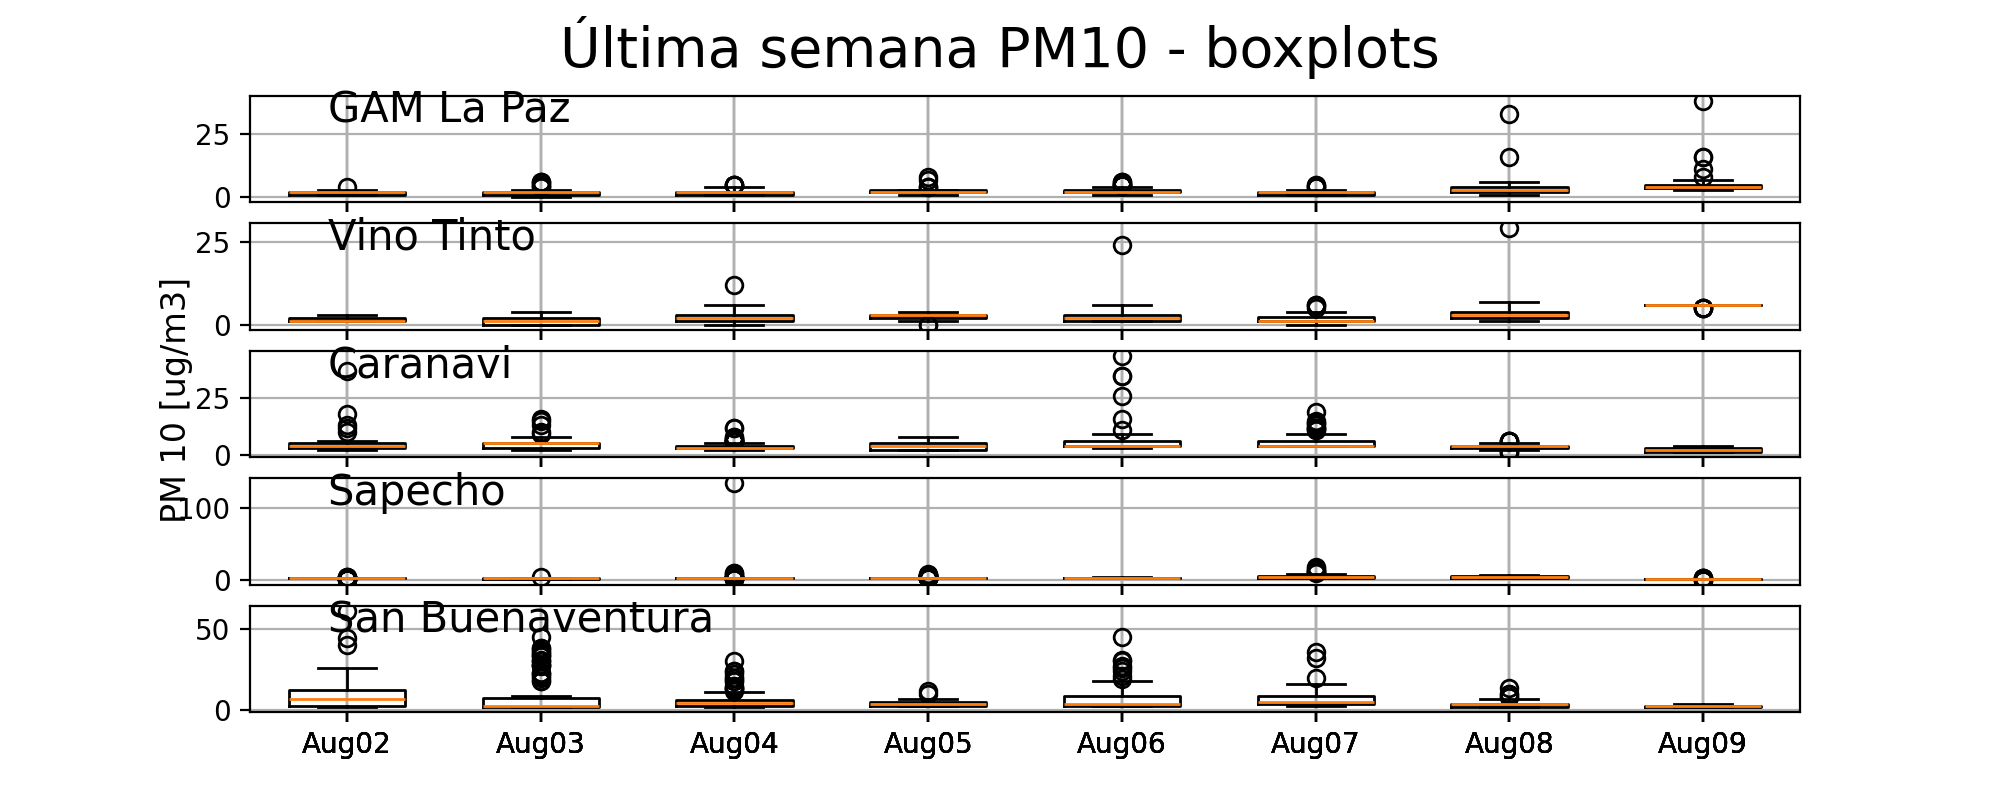 Última semana PM10 - boxplots
PM 10 [ug/m3]
GAM La Paz
25
0
Vino Tinto
25
0
Caranavi
25
0
Sapecho
100
0
San Buenaventura
50
0
Aug02 Aug03 Aug04 Aug05 Aug06 Aug07 Aug08 Aug09